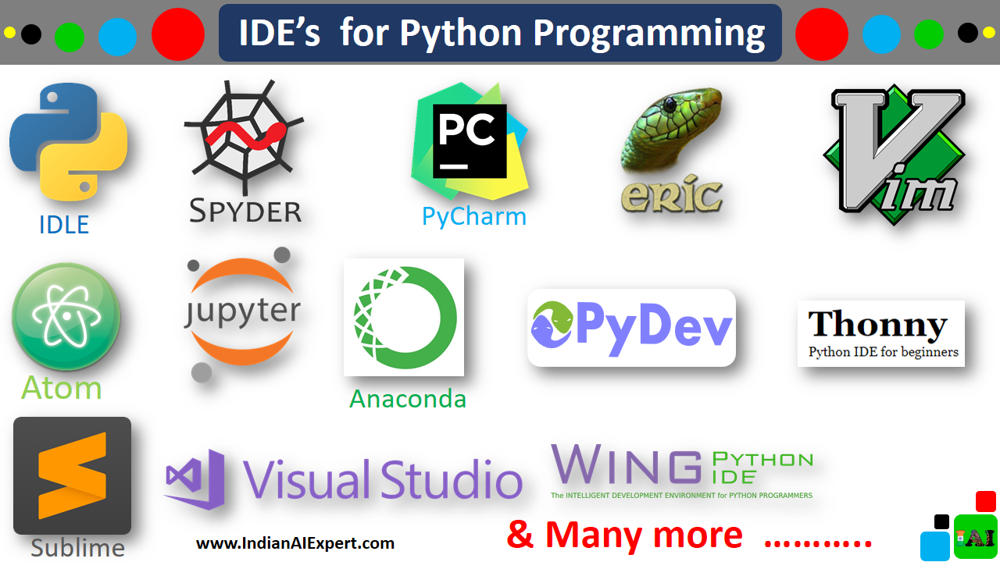 IDE’s for Python Programming
PC
PyCharm
IDLE
SPYDER
eric
Vim
Atom
jupyter
Anaconda
PyDev
Thonny
Python IDE for beginners
Sublime
Visual Studio
WING PYTHON IDE
The INTELLIGENT DEVELOPMENT ENVIRONMENT for PYTHON PROGRAMMERS
& Many more ………..
www.IndianAIExpert.com
AI